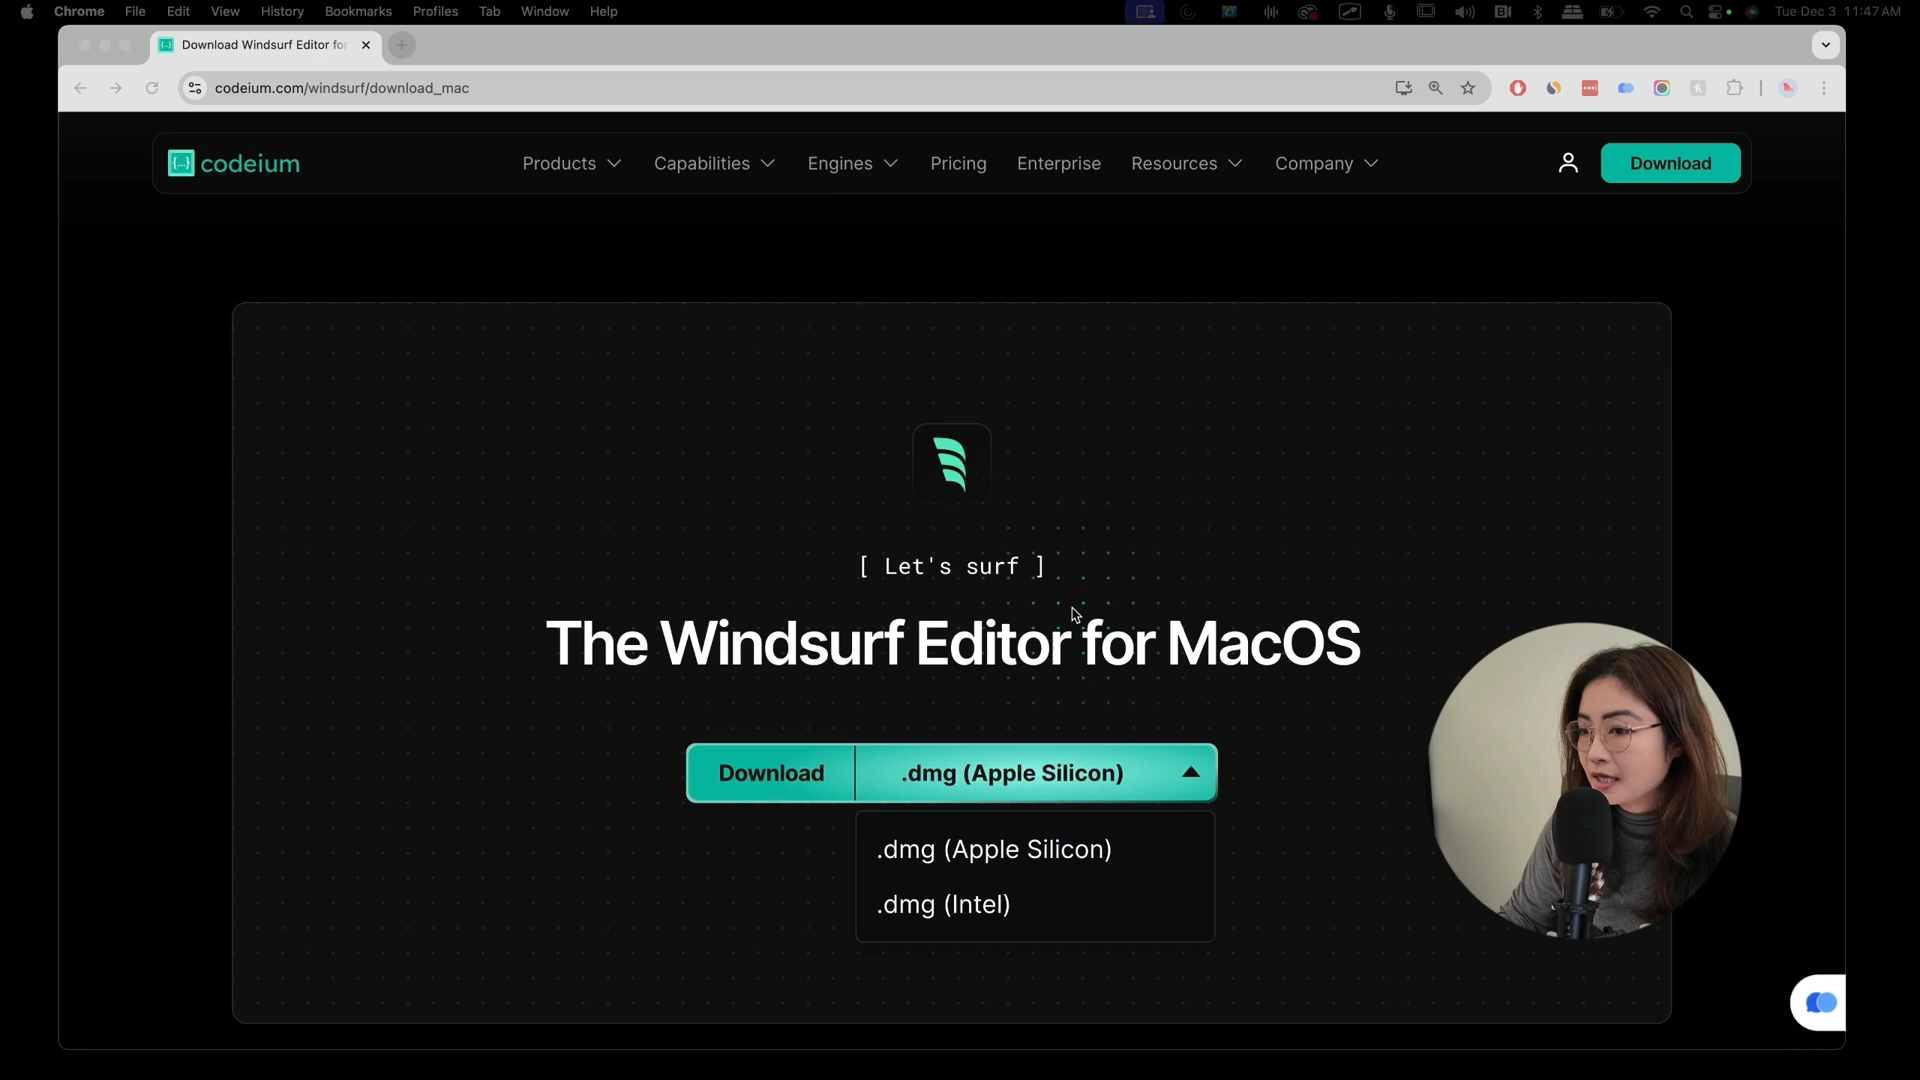 Chrome File Edit View History Bookmarks Profiles Tab Window Help Tue Dec 3 11:47 AM
Download Windsurf Editor for
codeium.com/windsurf/download_mac
{...} codeium Products Capabilities Engines Pricing Enterprise Resources Company Download
[ Let's surf ]
The Windsurf Editor for MacOS
Download .dmg (Apple Silicon)
.dmg (Apple Silicon)
.dmg (Intel)